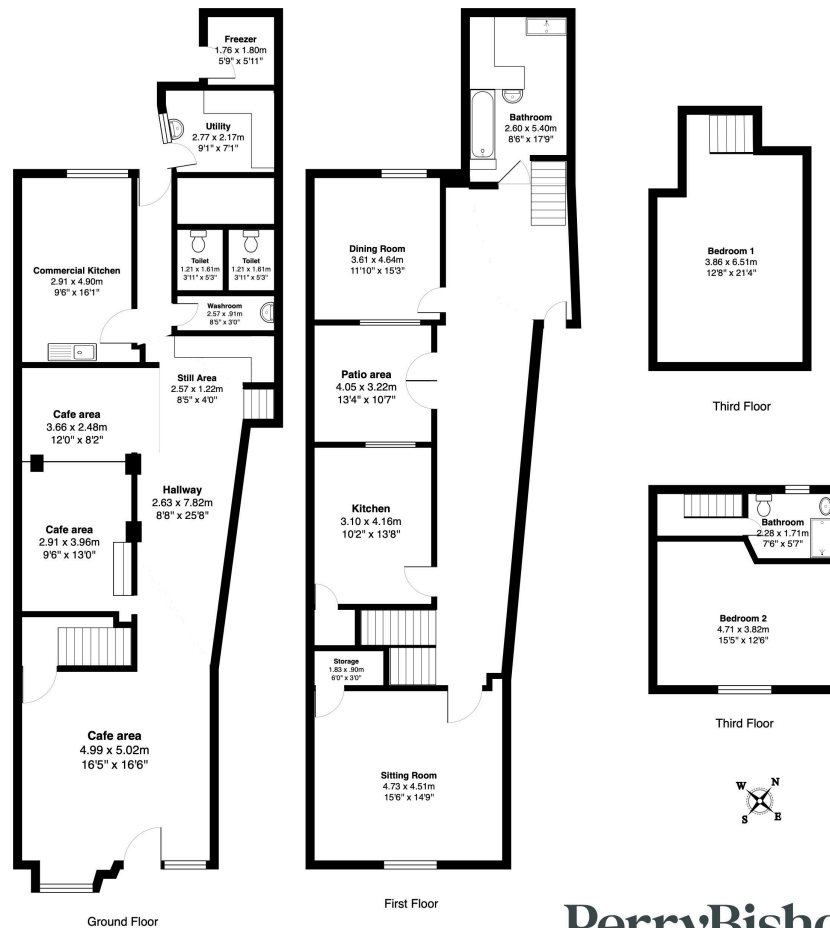 Freezer
1.76 x 1.80m
5'9" x 5'11"
Utility
2.77 x 2.17m
9'1" x 7'1"
Commercial Kitchen
2.91 x 4.90m
9'6" x 16'1"
Toilet
1.21 x 1.61m
3'11" x 5'3"
Toilet
1.21 x 1.61m
3'11" x 5'3"
Washroom
2.57 x .91m
8'5" x 3'0"
Still Area
2.57 x 1.22m
8'5" x 4'0"
Cafe area
3.66 x 2.48m
12'0" x 8'2"
Hallway
2.63 x 7.82m
8'8" x 25'8"
Cafe area
2.91 x 3.96m
9'6" x 13'0"
Cafe area
4.99 x 5.02m
16'5" x 16'6"
Ground Floor
Bathroom
2.60 x 5.40m
8'6" x 17'9"
Dining Room
3.61 x 4.64m
11'10" x 15'3"
Patio area
4.05 x 3.22m
13'4" x 10'7"
Kitchen
3.10 x 4.16m
10'2" x 13'8"
Storage
1.83 x .90m
6'0" x 3'0"
Sitting Room
4.73 x 4.51m
15'6" x 14'9"
First Floor
Bedroom 1
3.86 x 6.51m
12'8" x 21'4"
Third Floor
Bathroom
2.28 x 1.71m
7'6" x 5'7"
Bedroom 2
4.71 x 3.82m
15'5" x 12'6"
Third Floor
W N
S E
PerryBisho